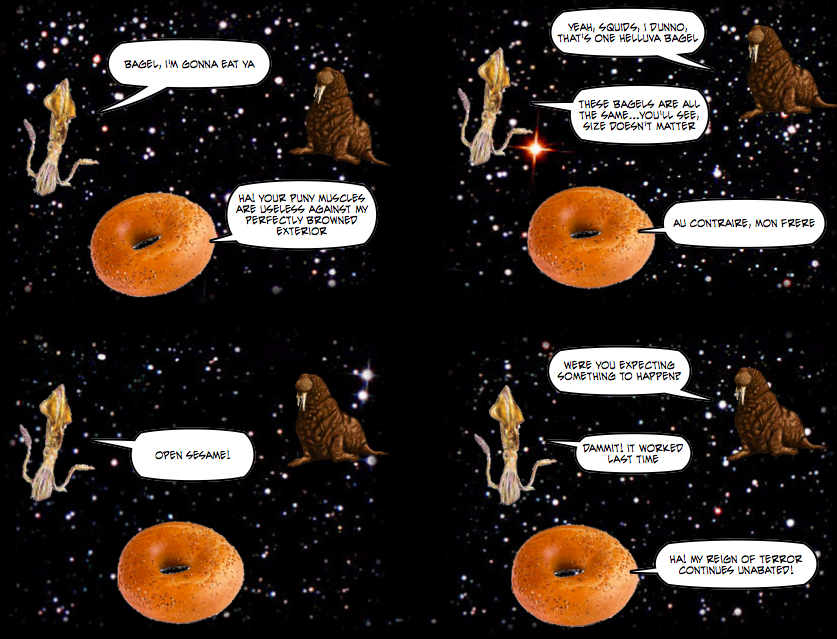 BAGEL, I'M GONNA EAT YA
HA! YOUR PUNY MUSCLES
ARE USELESS AGAINST MY
PERFECTLY BROWNED
EXTERIOR
YEAH, SQUIDS, I DUNNO,
THAT'S ONE HELLUVA BAGEL
THESE BAGELS ARE ALL
THE SAME...YOU'LL SEE,
SIZE DOESN'T MATTER
AU CONTRAIRE, MON FRERE
OPEN SESAME!
WERE YOU EXPECTING
SOMETHING TO HAPPEN?
DAMMIT! IT WORKED
LAST TIME
HA! MY REIGN OF TERROR
CONTINUES UNABATED!